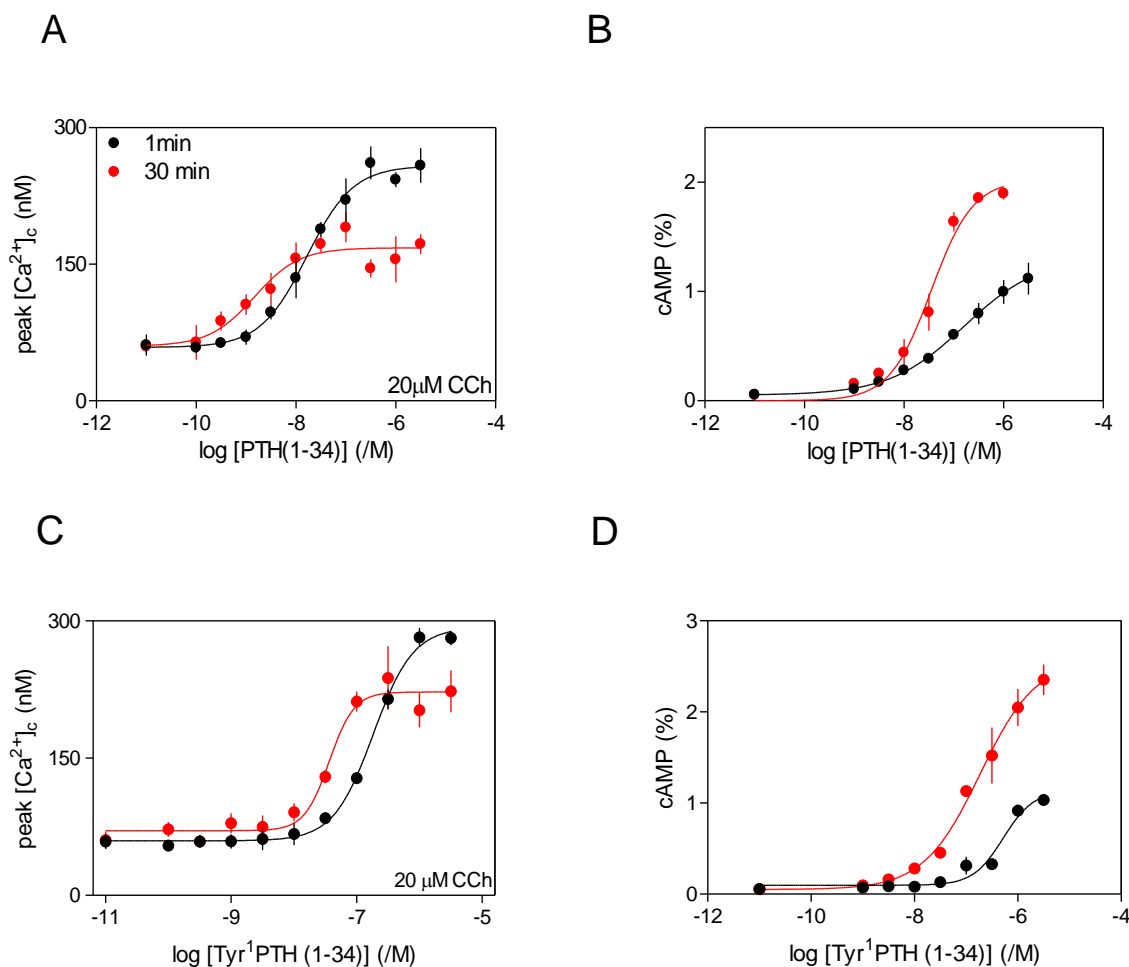 A
peak [Ca²⁺]c (nM)
300
150
0
1min
30 min
20μM CCh
-12
-10
-8
-6
-4
log [PTH(1-34)] (/M)
B
cAMP (%)
2
1
0
-12
-10
-8
-6
-4
log [PTH(1-34)] (/M)
C
peak [Ca²⁺]c (nM)
300
150
0
20 μM CCh
-11
-9
-7
-5
log [Tyr¹PTH (1-34)] (/M)
D
cAMP (%)
3
2
1
0
-12
-10
-8
-6
-4
log [Tyr¹PTH (1-34)] (/M)